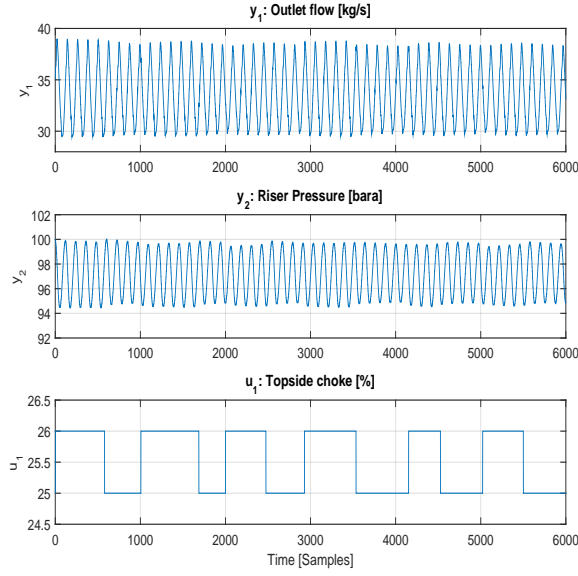 y1: Outlet flow [kg/s]
40
35
30
y1
0 1000 2000 3000 4000 5000 6000
y2: Riser Pressure [bara]
102
100
98
96
94
92
y2
0 1000 2000 3000 4000 5000 6000
u1: Topside choke [%]
26.5
26
25.5
25
24.5
u1
0 1000 2000 3000 4000 5000 6000
Time [Samples]